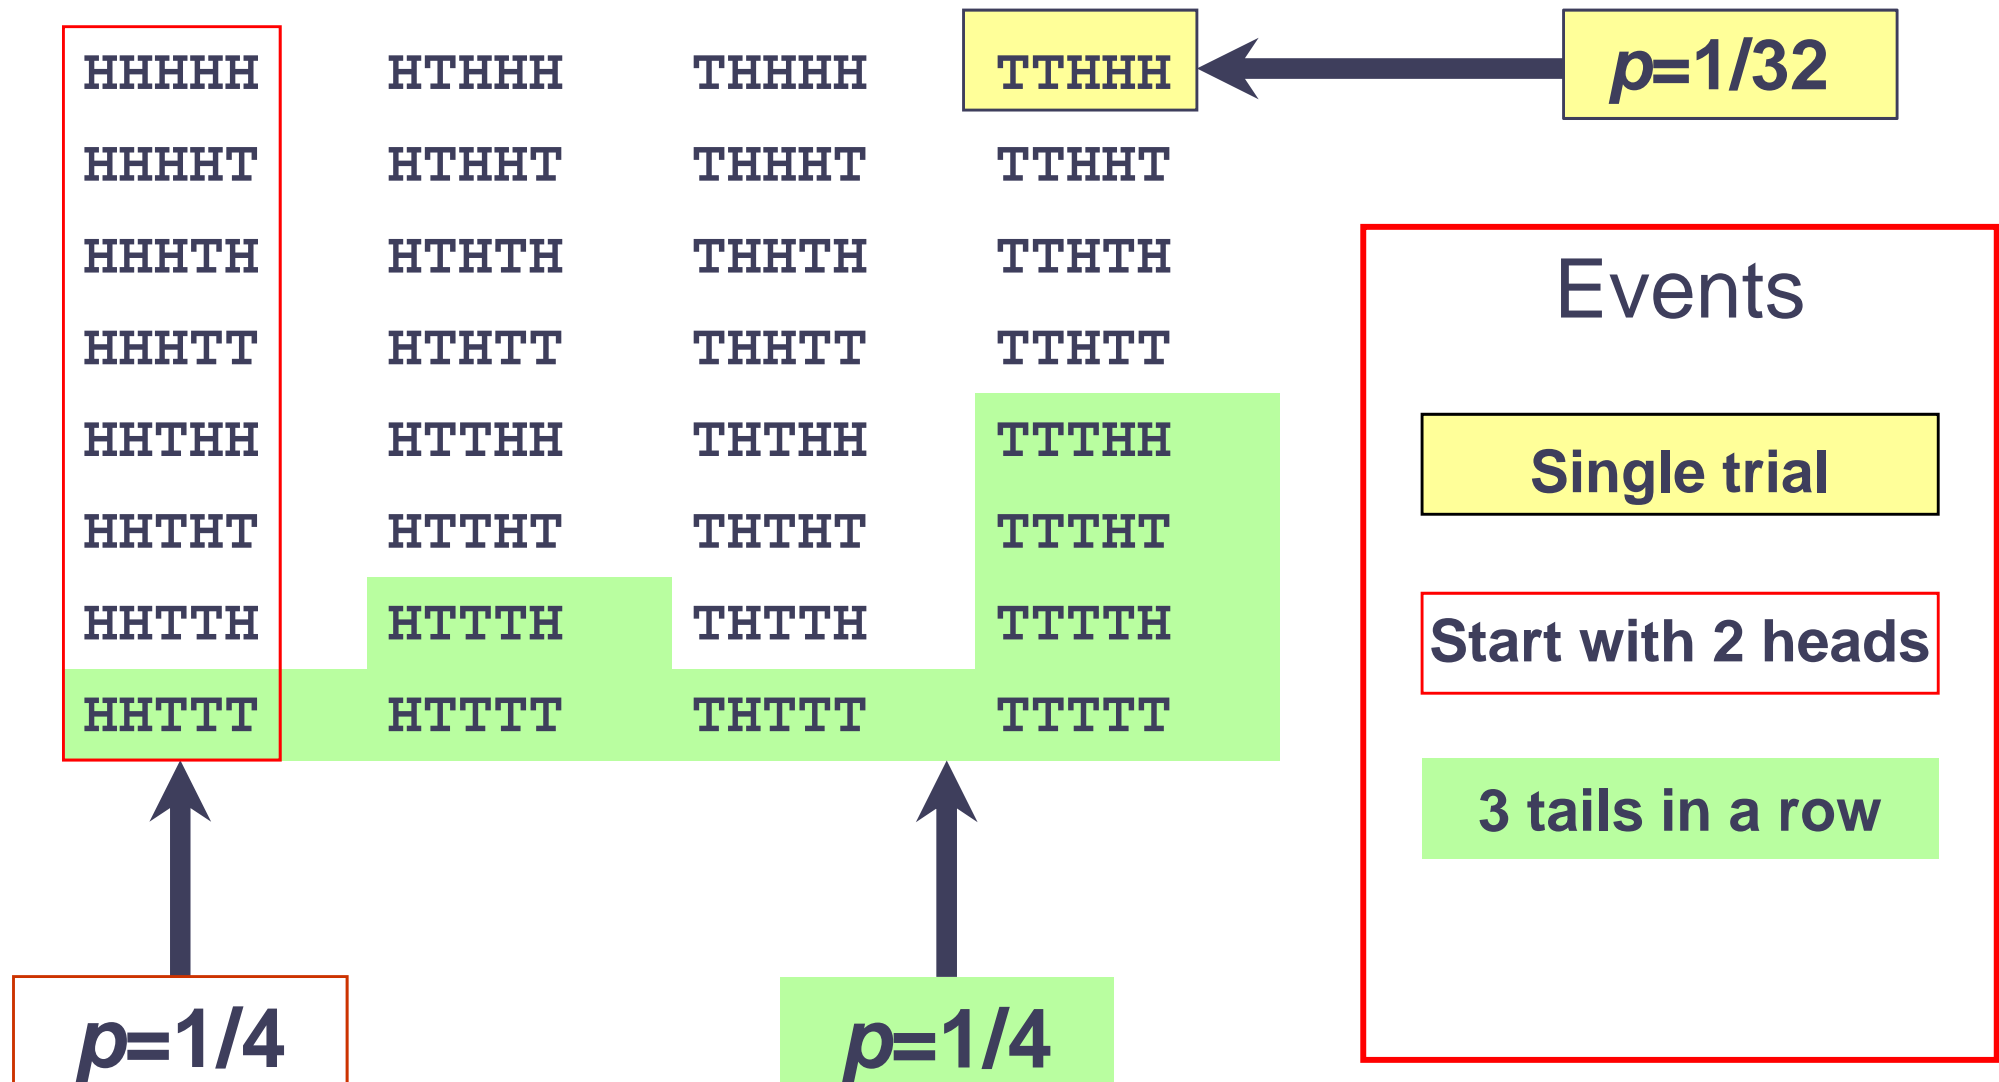 HHHHH HTHHH THHHH TTHHH p=1/32
HHHHT HTHHT THHHT TTHHT
HHHTH HTHTH THHTH TTHTH
HHHTT HTHTT THHTT TTHTT
HHTHH HTTHH THTHH TTTHH
HHTHT HTTHT THTHT TTTHT
HHTTH HTTTH THTTH TTTTH
HHTTT HTTTT THTTT TTTTT
p=1/4 p=1/4
Events
Single trial
Start with 2 heads
3 tails in a row